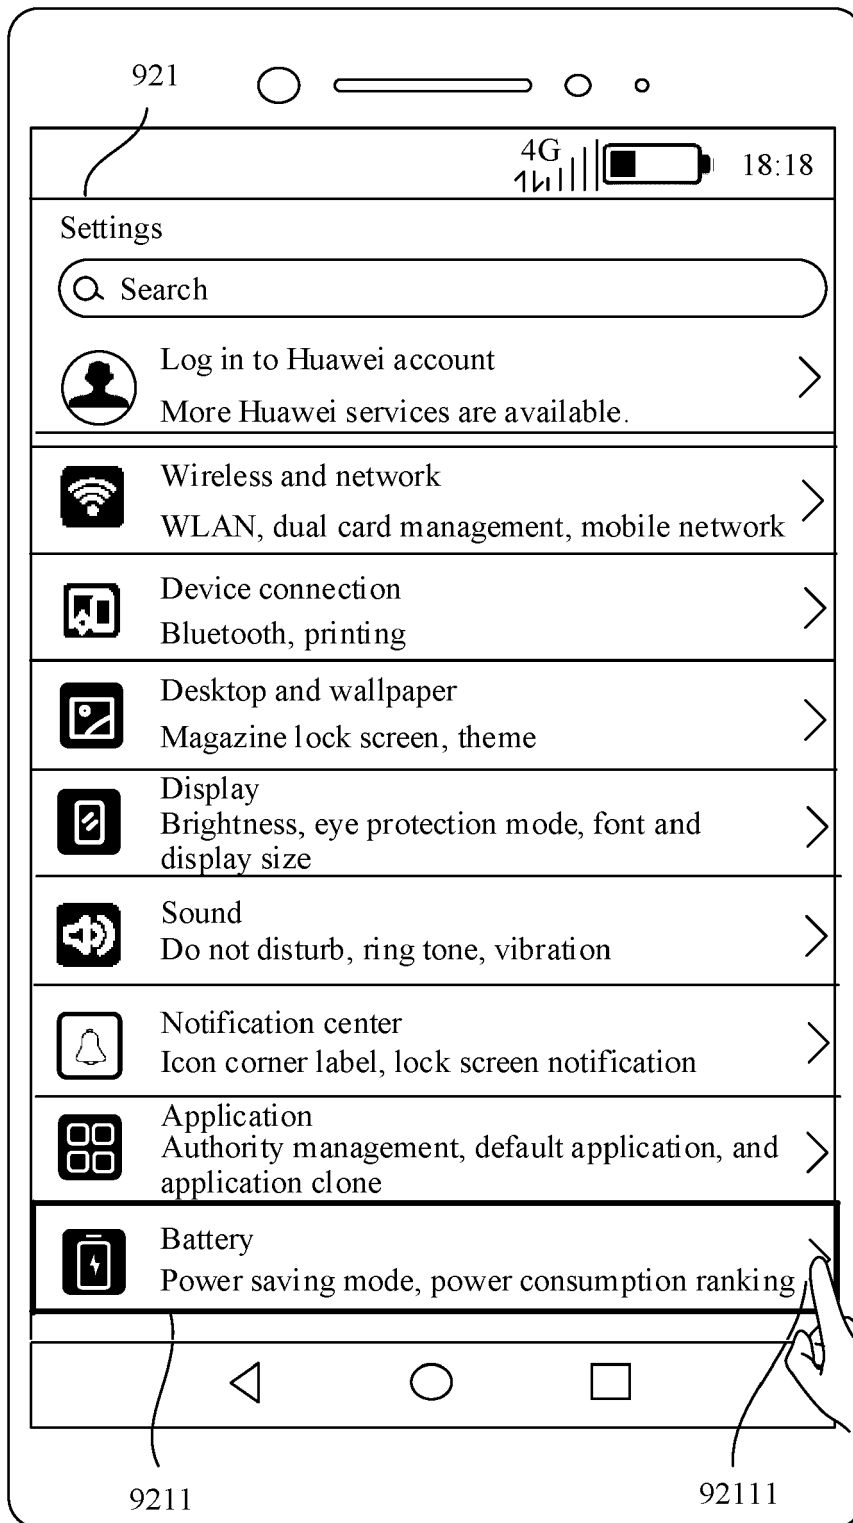 921
4G
18:18
Settings
Search
Log in to Huawei account
More Huawei services are available.
Wireless and network
WLAN, dual card management, mobile network
Device connection
Bluetooth, printing
Desktop and wallpaper
Magazine lock screen, theme
Display
Brightness, eye protection mode, font and
display size
Sound
Do not disturb, ring tone, vibration
Notification center
Icon corner label, lock screen notification
Application
Authority management, default application, and
application clone
Battery
Power saving mode, power consumption ranking
9211
92111